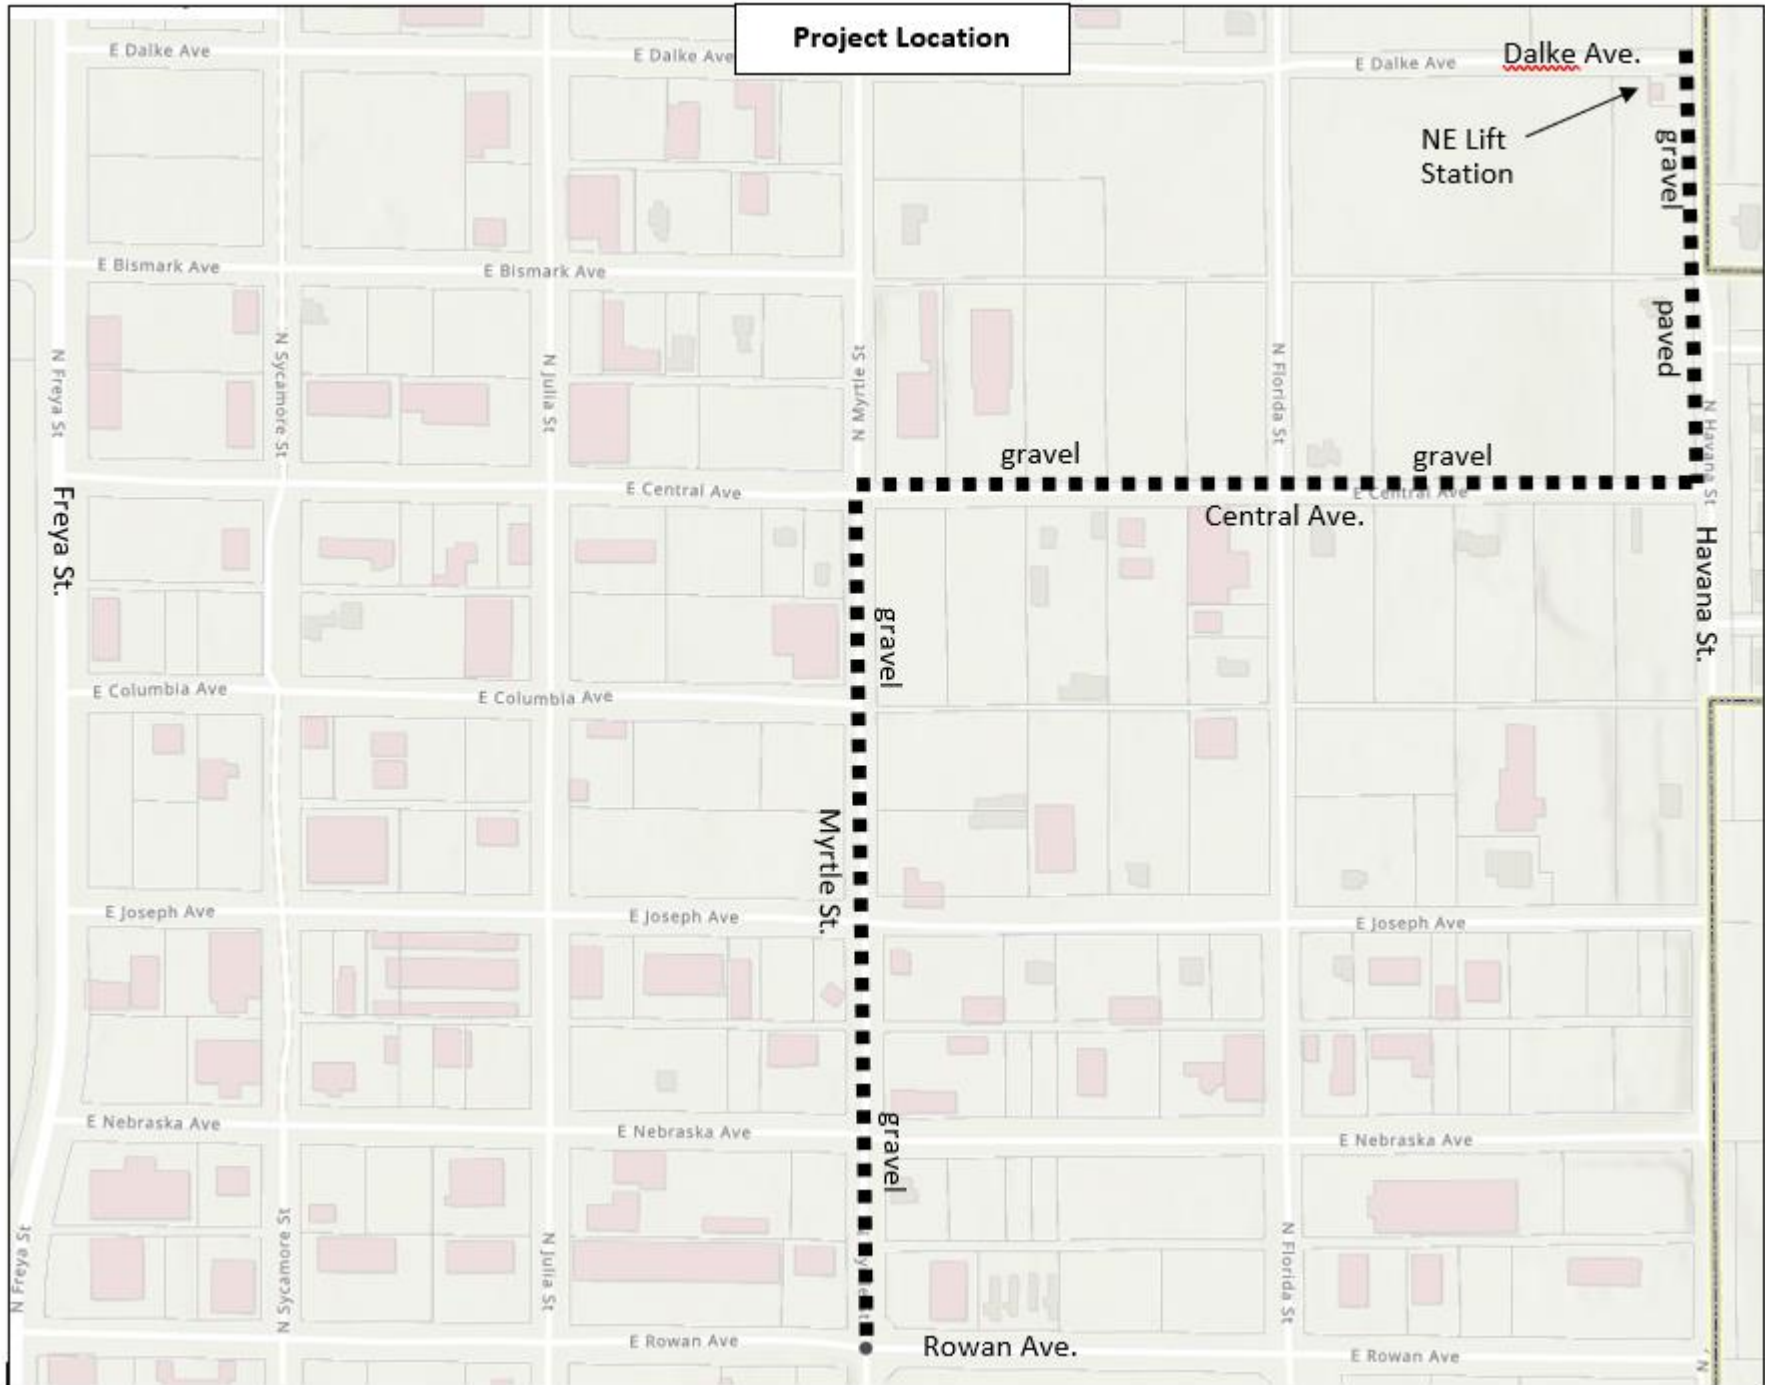 Project Location
E Dalke Ave
E Dalke Ave
E Dalke Ave
Dalke Ave.
NE Lift
Station
gravel
E Bismark Ave
E Bismark Ave
paved
N Freya St
N Sycamore St
N Julia St
N Myrtle St
N Florida St
N Havana St
gravel
gravel
E Central Ave
E Central Ave
Central Ave.
Freya St.
Havana St.
gravel
E Columbia Ave
E Columbia Ave
Myrtle St.
E Joseph Ave
E Joseph Ave
E Joseph Ave
E Nebraska Ave
E Nebraska Ave
E Nebraska Ave
gravel
N Freya St
N Sycamore St
N Julia St
N Florida St
E Rowan Ave
Rowan Ave.
E Rowan Ave
N